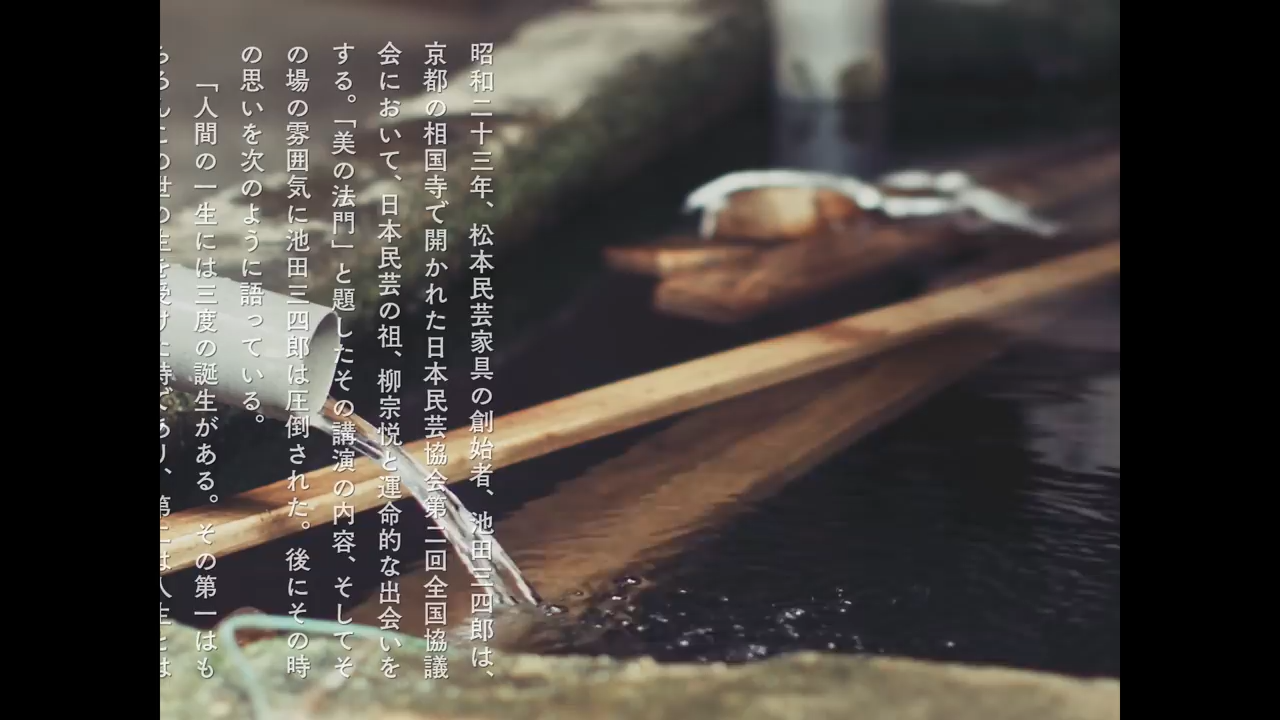 昭和二十三年、松本民芸家具の創始者、池田三四郎は、
京都の相国寺で開かれた日本民芸協会第二回全国協議
会において、日本民芸の祖、柳宗悦と運命的な出会いを
する。「美の法門」と題したその講演の内容、そしてそ
の場の雰囲気に池田三四郎は圧倒された。後にその時
の思いを次のように語っている。
「人間の一生には三度の誕生がある。その第一はも